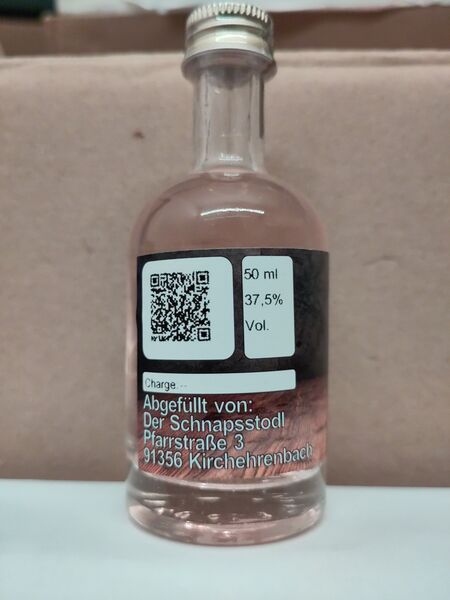 50 ml
37,5%
Vol.
Charge.--
Abgefüllt von:
Der Schnapsstodl
Pfarrstraße 3
91356 Kirchehrenbach